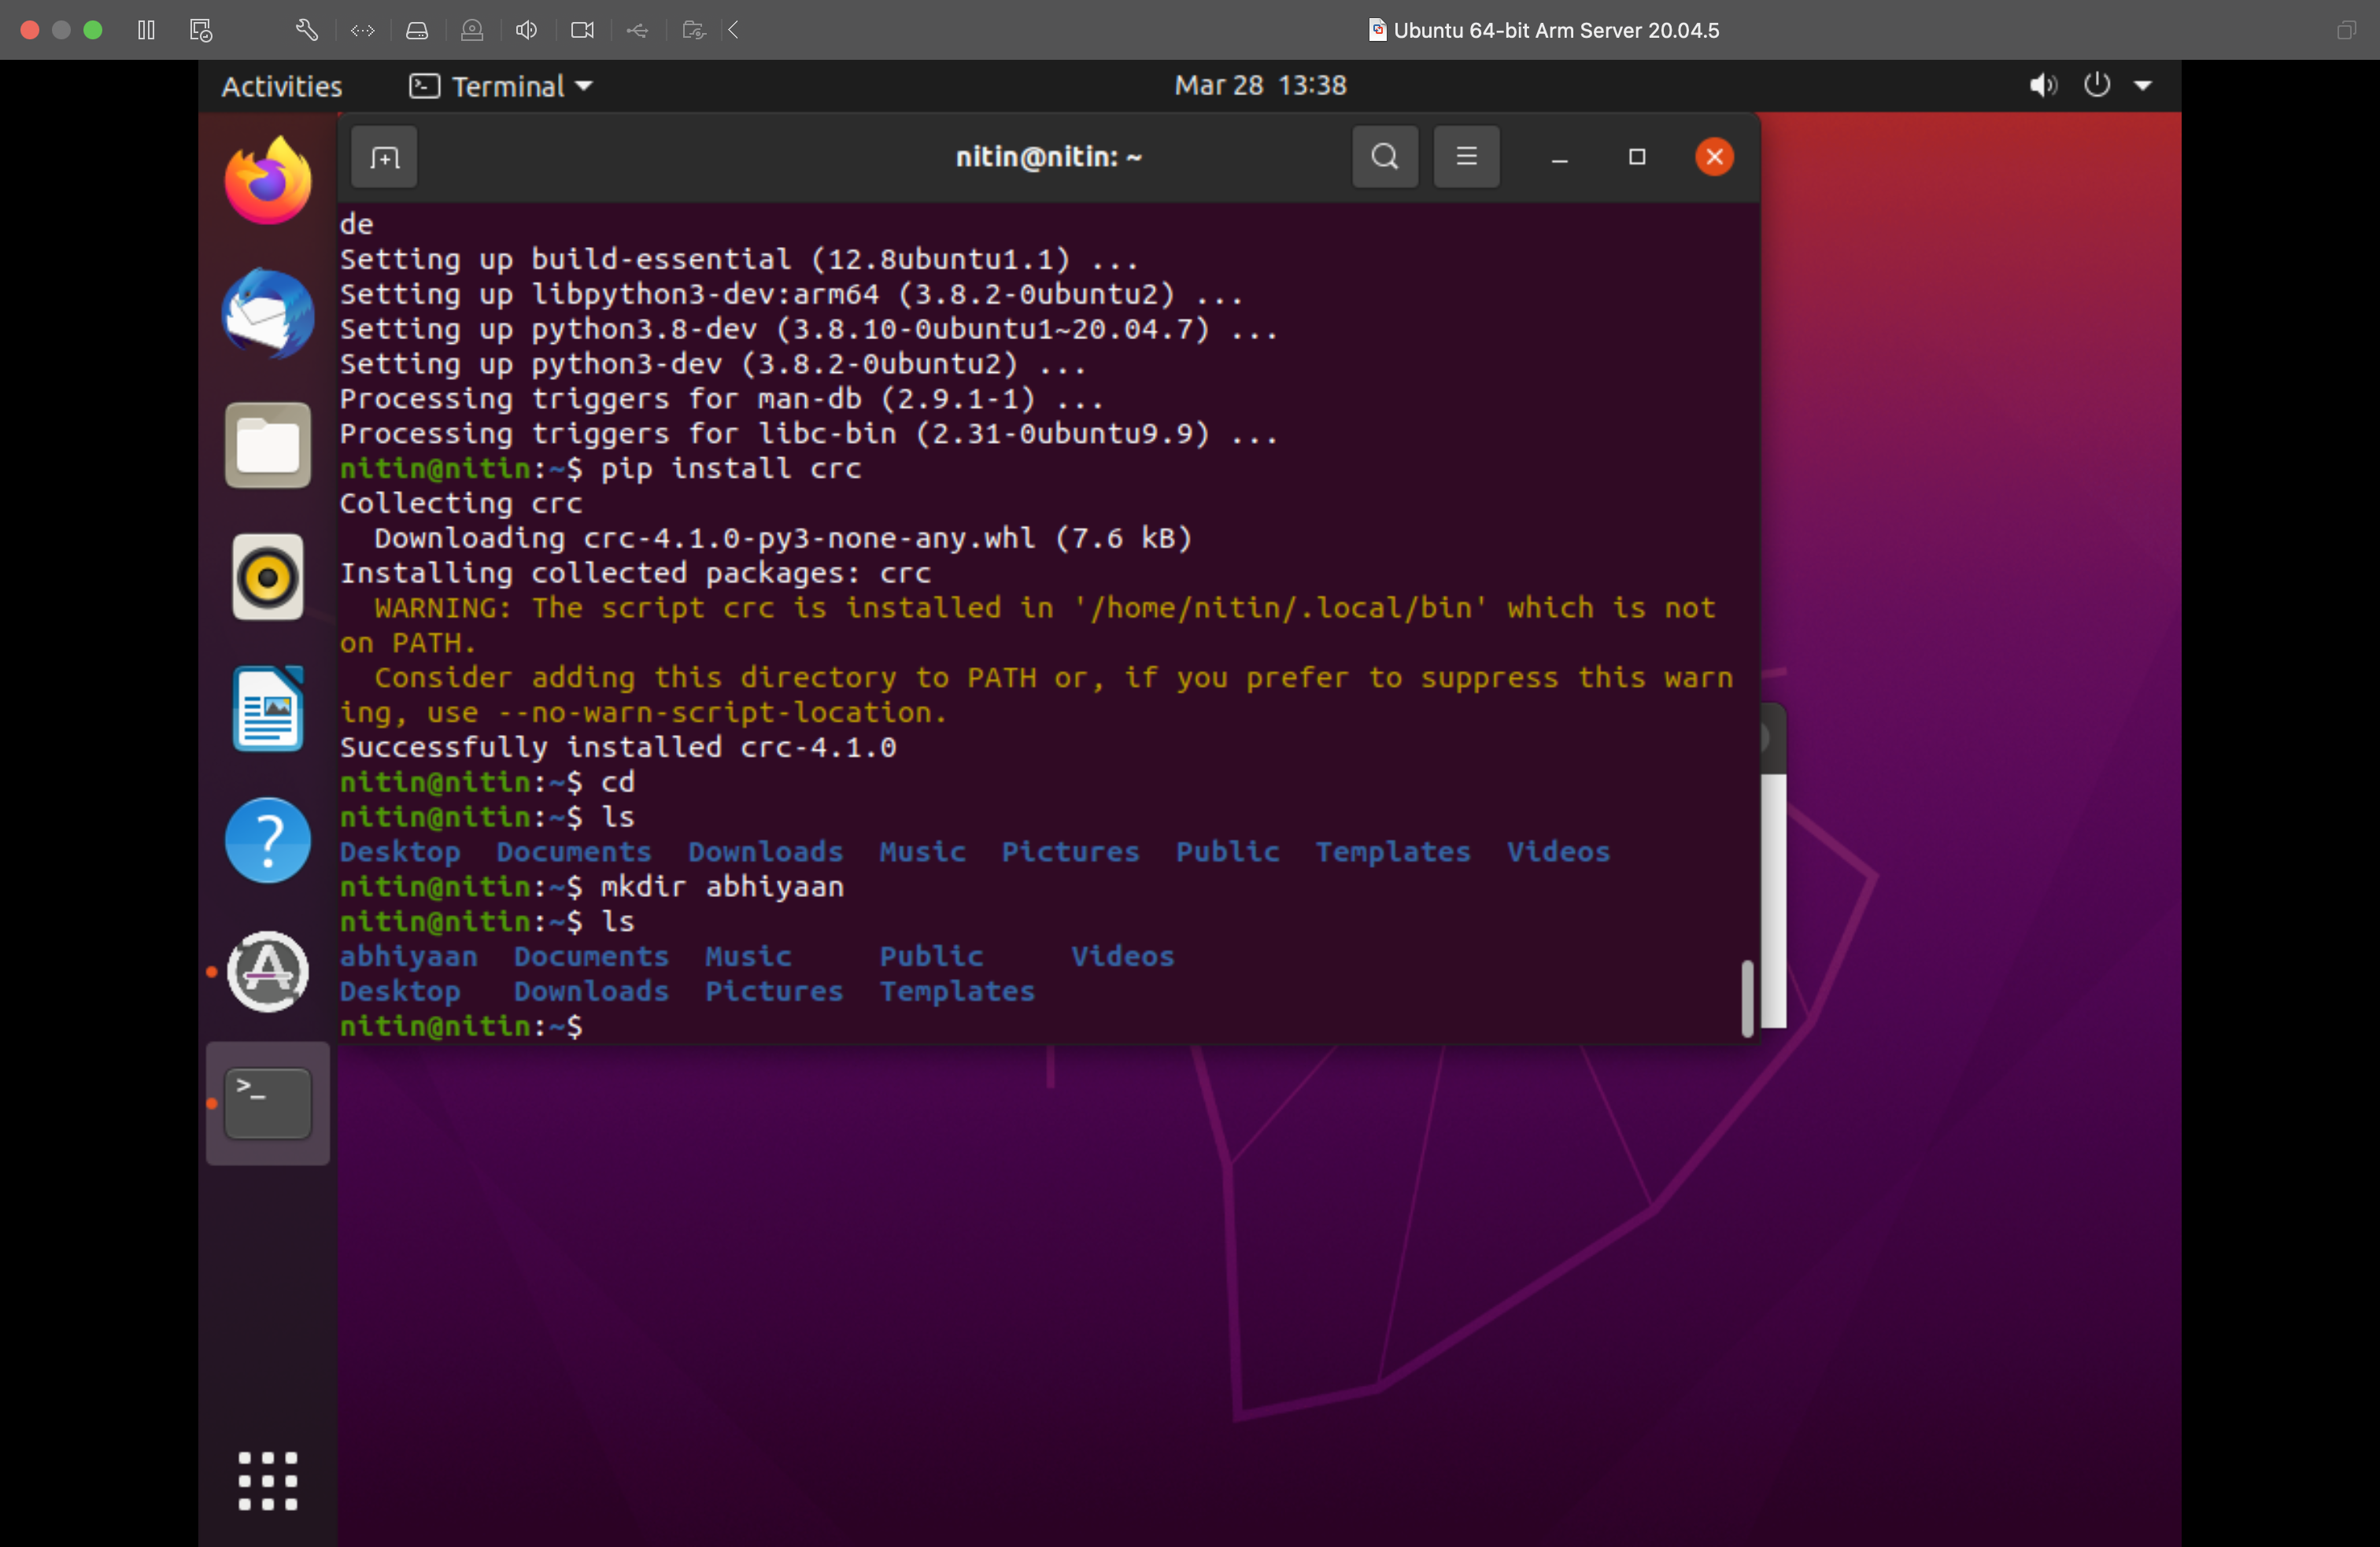 Ubuntu 64-bit Arm Server 20.04.5
Activities Terminal Mar 28 13:38
nitin@nitin: ~
de
Setting up build-essential (12.8ubuntu1.1) ...
Setting up libpython3-dev:arm64 (3.8.2-0ubuntu2) ...
Setting up python3.8-dev (3.8.10-0ubuntu1~20.04.7) ...
Setting up python3-dev (3.8.2-0ubuntu2) ...
Processing triggers for man-db (2.9.1-1) ...
Processing triggers for libc-bin (2.31-0ubuntu9.9) ...
nitin@nitin:~$ pip install crc
Collecting crc
  Downloading crc-4.1.0-py3-none-any.whl (7.6 kB)
Installing collected packages: crc
  WARNING: The script crc is installed in '/home/nitin/.local/bin' which is not
on PATH.
  Consider adding this directory to PATH or, if you prefer to suppress this warn
ing, use --no-warn-script-location.
Successfully installed crc-4.1.0
nitin@nitin:~$ cd
nitin@nitin:~$ ls
Desktop  Documents  Downloads  Music  Pictures  Public  Templates  Videos
nitin@nitin:~$ mkdir abhiyaan
nitin@nitin:~$ ls
abhiyaan  Documents  Music     Public     Videos
Desktop   Downloads  Pictures  Templates
nitin@nitin:~$